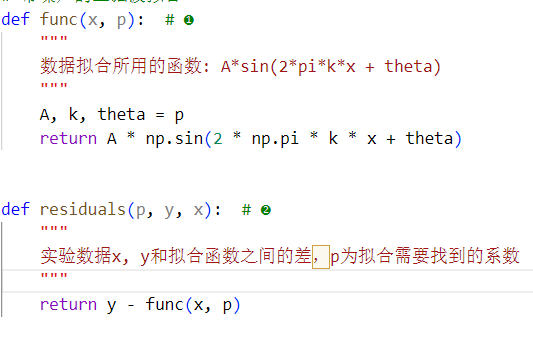 def func(x, p):  # ❶
    """
    数据拟合所用的函数: A*sin(2*pi*k*x + theta)
    """
    A, k, theta = p
    return A * np.sin(2 * np.pi * k * x + theta)
def residuals(p, y, x):  # ❷
    """
    实验数据x, y和拟合函数之间的差，p为拟合需要找到的系数
    """
    return y - func(x, p)